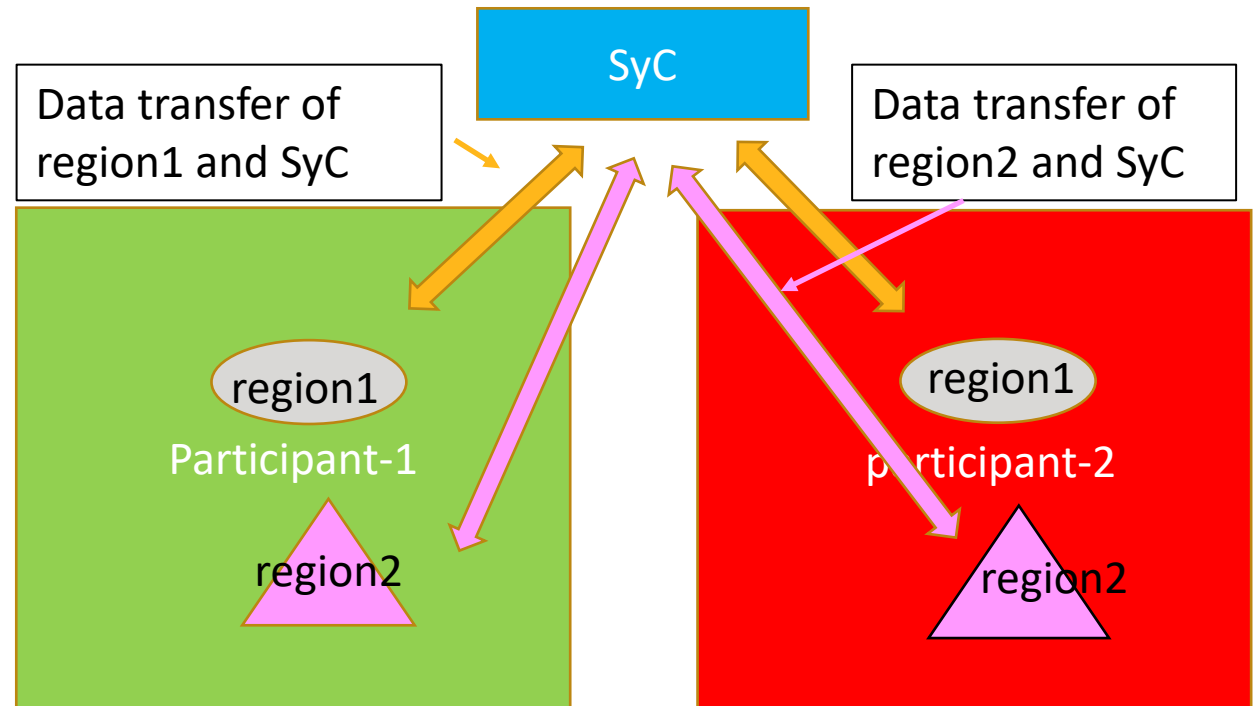 SyC
Data transfer of
region1 and SyC
Data transfer of
region2 and SyC
region1
Participant-1
region2
region1
participant-2
region2